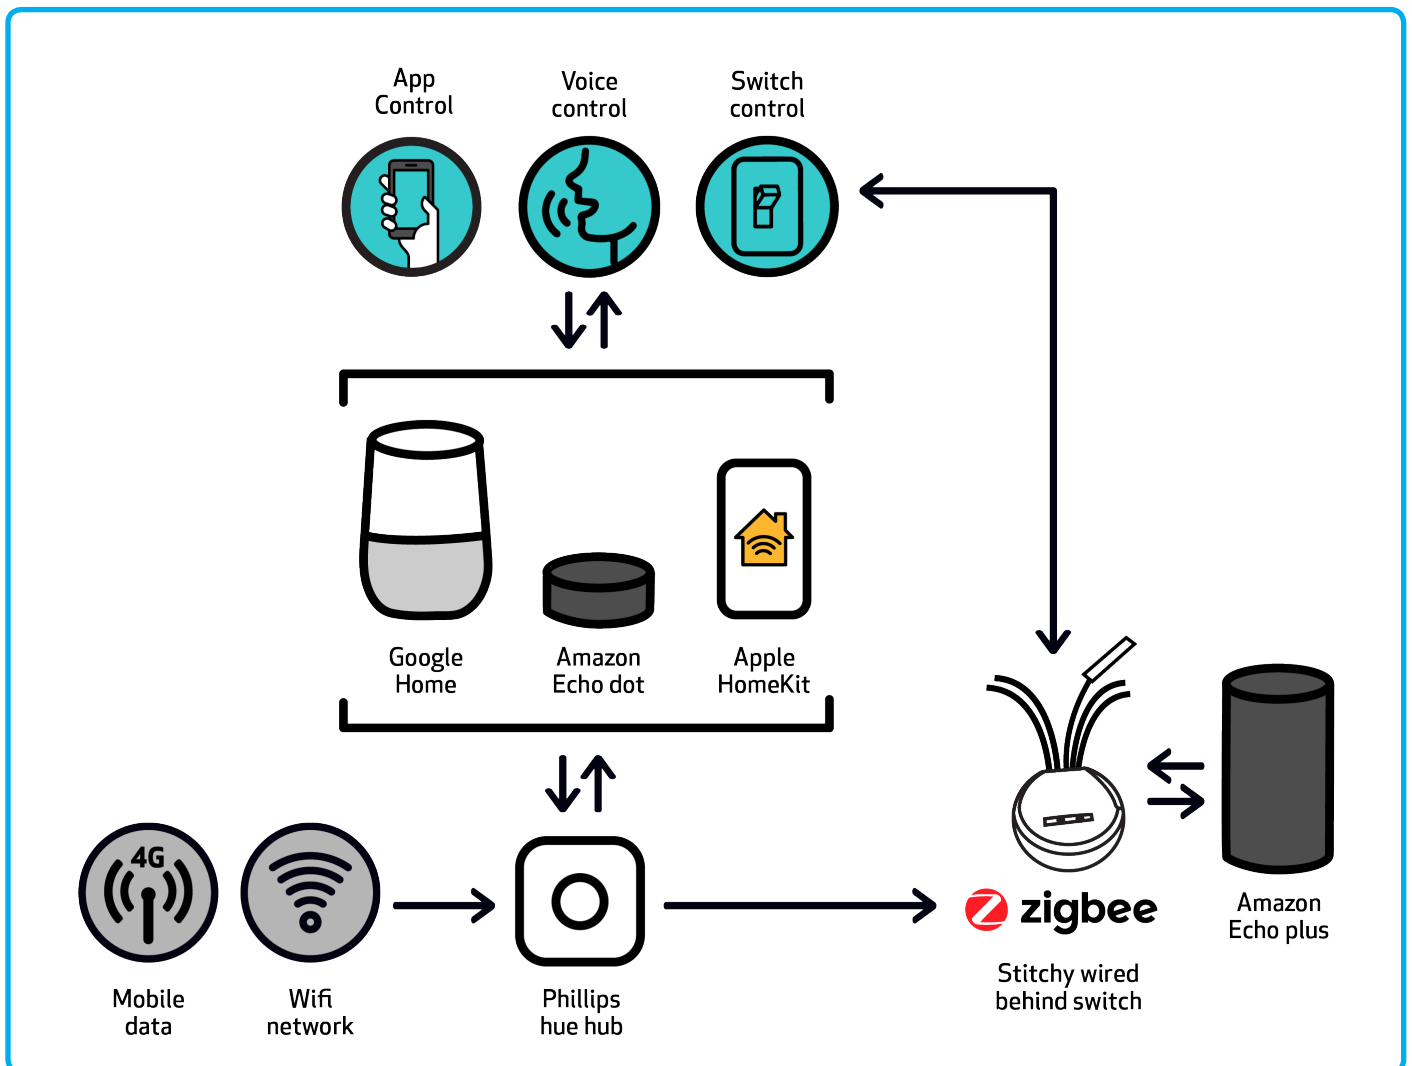 App
Control
Voice
control
Switch
control
Google
Home
Amazon
Echo dot
Apple
HomeKit
4G
Mobile
data
Wifi
network
Phillips
hue hub
zigbee
Stitchy wired
behind switch
Amazon
Echo plus